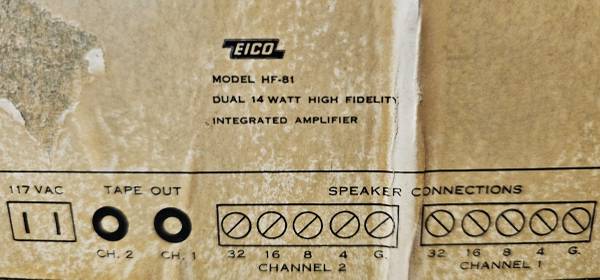 EICO
MODEL HF-81
DUAL 14 WATT HIGH FIDELITY
INTEGRATED AMPLIFIER
117 VAC TAPE OUT SPEAKER CONNECTIONS
CH. 2 CH. 1 32 16 8 4 G. 32 16 8 4 G.
CHANNEL 2 CHANNEL 1